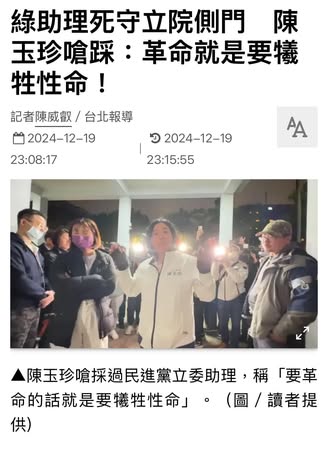 綠助理死守立院側門　陳
玉珍嗆踩：革命就是要犧
牲性命！
記者陳威叡 / 台北報導
2024-12-19
23:08:17
|
2024-12-19
23:15:55
AA
▲陳玉珍嗆採過民進黨立委助理，稱「要革
命的話就是要犧牲性命」。（圖／讀者提
供）